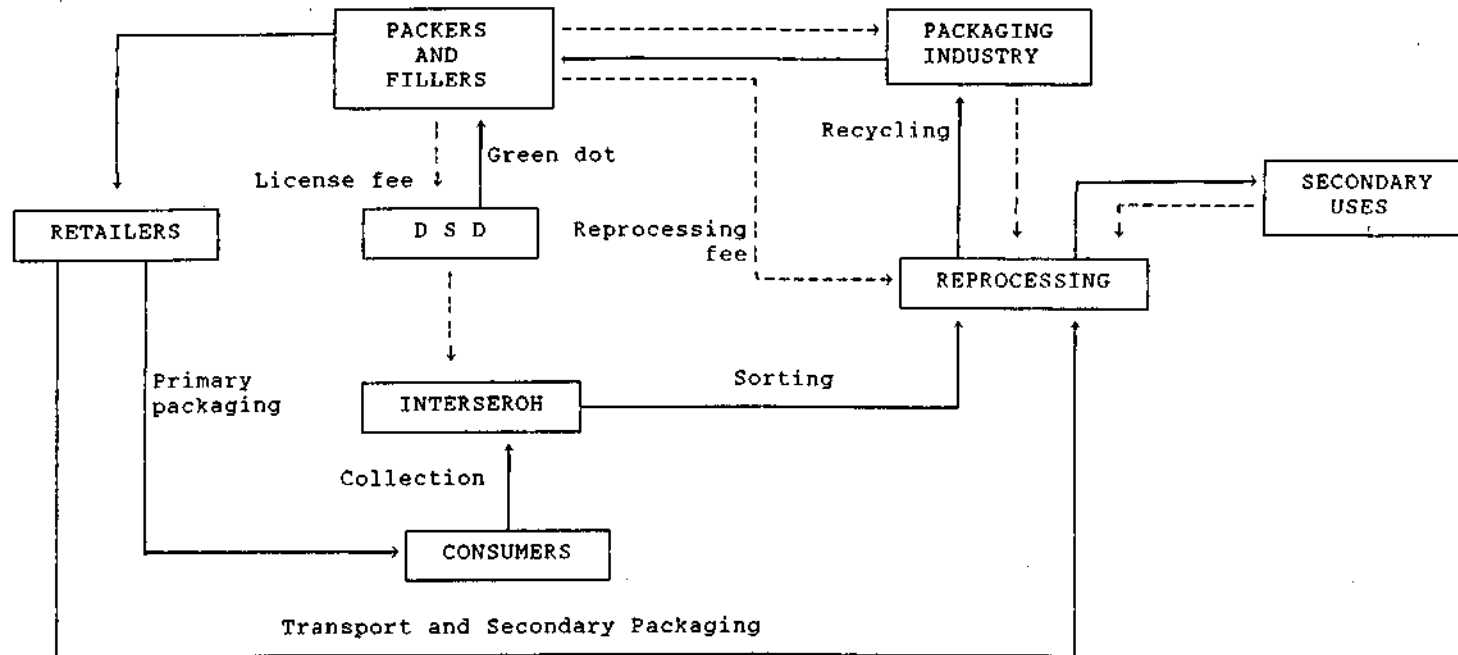 PACKERS
AND
FILLERS
PACKAGING
INDUSTRY
Recycling
Green dot
License fee
SECONDARY
USES
RETAILERS
D S D
Reprocessing
fee
REPROCESSING
Primary
packaging
Sorting
INTERSEROH
Collection
CONSUMERS
Transport and Secondary Packaging